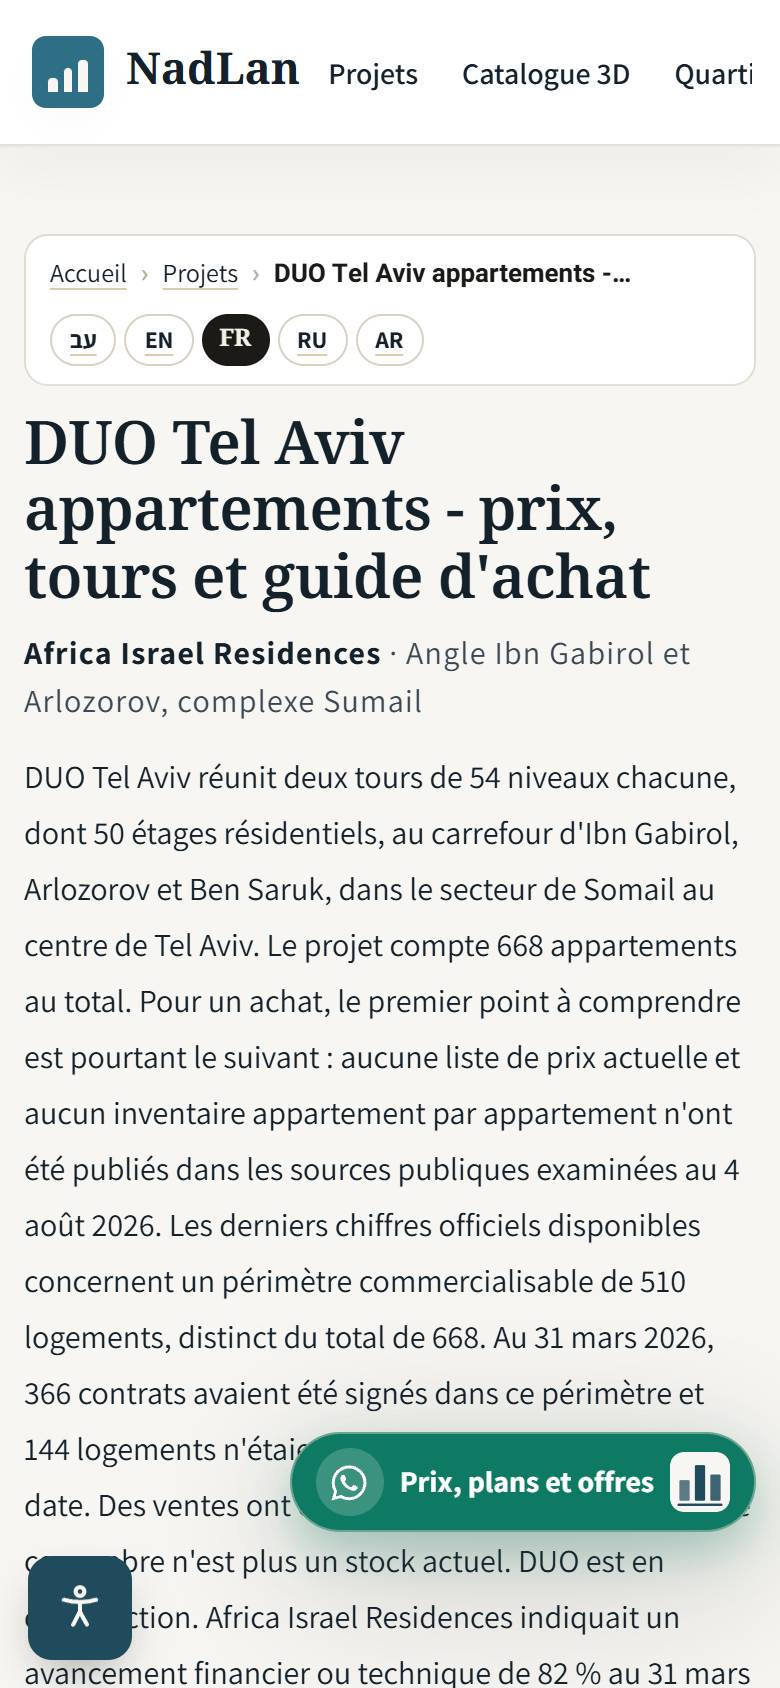 NadLan Projets Catalogue 3D
Accueil › Projets › DUO Tel Aviv appartements -...
עב EN FR RU AR
DUO Tel Aviv
appartements - prix,
tours et guide d'achat
Africa Israel Residences · Angle Ibn Gabirol et
Arlozorov, complexe Sumail
DUO Tel Aviv réunit deux tours de 54 niveaux chacune,
dont 50 étages résidentiels, au carrefour d'Ibn Gabirol,
Arlozorov et Ben Saruk, dans le secteur de Somail au
centre de Tel Aviv. Le projet compte 668 appartements
au total. Pour un achat, le premier point à comprendre
est pourtant le suivant : aucune liste de prix actuelle et
aucun inventaire appartement par appartement n'ont
été publiés dans les sources publiques examinées au 4
août 2026. Les derniers chiffres officiels disponibles
concernent un périmètre commercialisable de 510
logements, distinct du total de 668. Au 31 mars 2026,
366 contrats avaient été signés dans ce périmètre et
144 logements
Prix, plans et offres
date. Des ventes ont
n'est plus un stock actuel. DUO est en
Africa Israel Residences indiquait un
avancement financier ou technique de 82 % au 31 mars